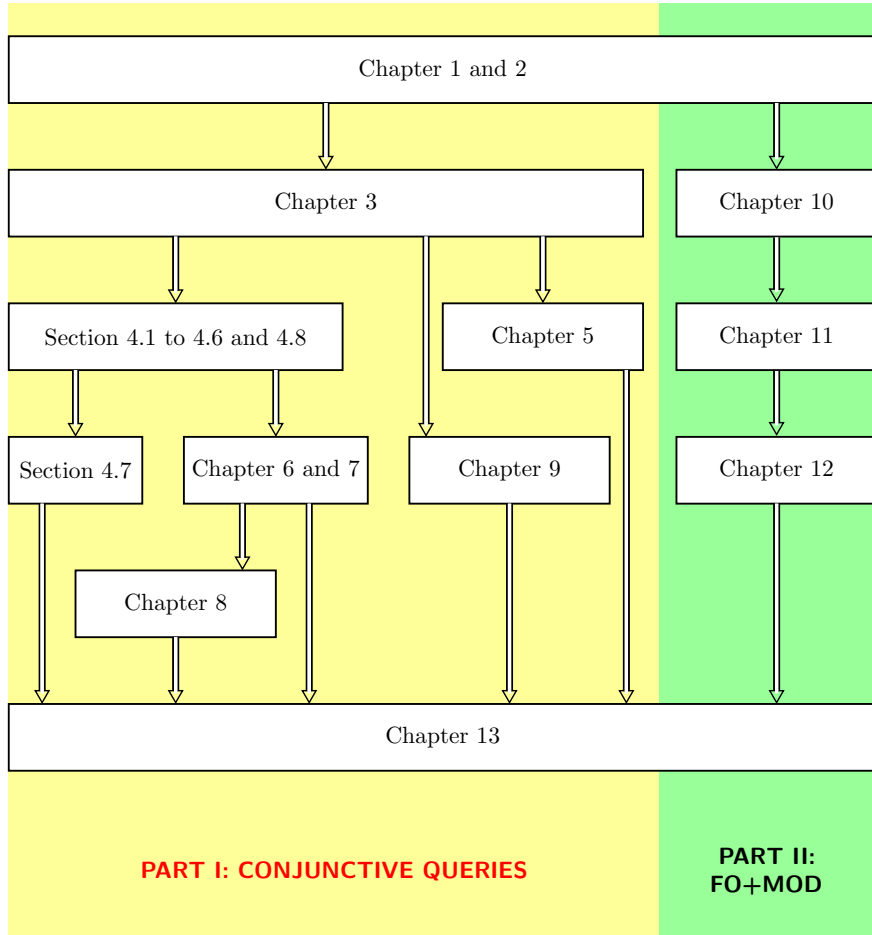 Chapter 1 and 2
Chapter 3
Chapter 10
Section 4.1 to 4.6 and 4.8
Chapter 5
Chapter 11
Section 4.7
Chapter 6 and 7
Chapter 9
Chapter 12
Chapter 8
Chapter 13
PART I: CONJUNCTIVE QUERIES
PART II:
FO+MOD